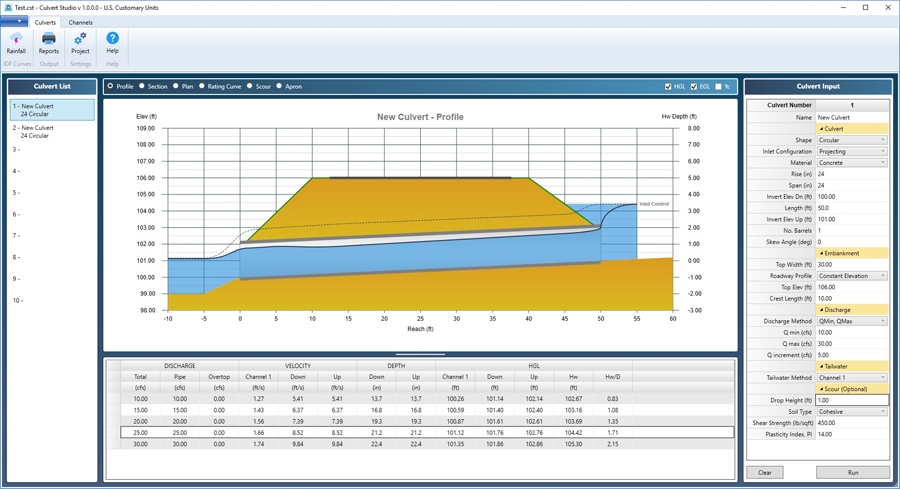 Test.cst - Culvert Studio v 1.0.0.0 - U.S. Customary Units
Culverts Channels
Rainfall Reports Project Help
IDF Curves Output Settings Help
Culvert List
1 - New Culvert
24 Circular
2 - New Culvert
24 Circular
3 -
4 -
5 -
6 -
7 -
8 -
9 -
10 -
Profile Section Plan Rating Curve Scour Apron HGL EGL Yc
New Culvert - Profile
Elev (ft) Hw Depth (ft)
109.00 8.00
108.00 7.00
107.00 6.00
106.00 5.00
105.00 4.00
104.00 3.00
103.00 2.00
102.00 1.00
101.00 0.00
100.00 -1.00
99.00 -2.00
98.00 -3.00
Inlet Control
-10 -5 0 5 10 15 20 25 30 35 40 45 50 55 60
Reach (ft)
DISCHARGE VELOCITY DEPTH HGL
Total Pipe Overtop Channel 1 Down Up Down Up Channel 1 Down Up Hw Hw/D
(cfs) (cfs) (cfs) (ft/s) (ft/s) (ft/s) (in) (in) (ft) (ft) (ft) (ft)
10.00 10.00 0.00 1.27 5.41 5.41 13.7 13.7 100.26 101.14 102.14 102.67 0.83
15.00 15.00 0.00 1.43 6.37 6.37 16.8 16.8 100.59 101.40 102.40 103.16 1.08
20.00 20.00 0.00 1.56 7.39 7.39 19.3 19.3 100.87 101.61 102.61 103.69 1.35
25.00 25.00 0.00 1.66 8.52 8.52 21.2 21.2 101.12 101.76 102.76 104.42 1.71
30.00 30.00 0.00 1.74 9.84 9.84 22.4 22.4 101.35 101.86 102.86 105.30 2.15
Culvert Input
Culvert Number 1
Name New Culvert
Culvert
Shape Circular
Inlet Configuration Projecting
Material Concrete
Rise (in) 24
Span (in) 24
Invert Elev Dn (ft) 100.00
Length (ft) 50.0
Invert Elev Up (ft) 101.00
No. Barrels 1
Skew Angle (deg) 0
Embankment
Top Width (ft) 30.00
Roadway Profile Constant Elevation
Top Elev (ft) 106.00
Crest Length (ft) 10.00
Discharge
Discharge Method QMin, QMax
Q min (cfs) 10.00
Q max (cfs) 30.00
Q increment (cfs) 5.00
Tailwater
Tailwater Method Channel 1
Scour (Optional)
Drop Height (ft) 1.00
Soil Type Cohesive
Shear Strength (lb/sqft) 450.00
Plasticity Index, PI 14.00
Clear Run